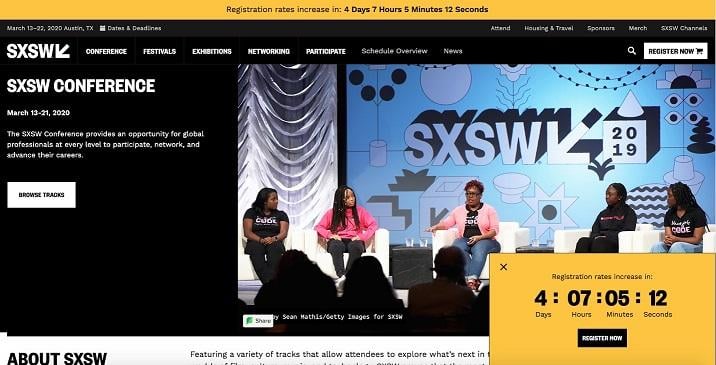 Registration rates increase in: 4 Days 7 Hours 5 Minutes 12 Seconds
March 13–22, 2020 Austin, TX Dates & Deadlines Attend Housing & Travel Sponsors Merch SXSW Channels
SXSW CONFERENCE FESTIVALS EXHIBITIONS NETWORKING PARTICIPATE Schedule Overview News REGISTER NOW
SXSW CONFERENCE
March 13-21, 2020
The SXSW Conference provides an opportunity for global
professionals at every level to participate, network, and
advance their careers.
BROWSE TRACKS
SXSW
20
19
CODE
CODE
CODE
Share
by Sean Mathis/Getty Images for SXSW
Registration rates increase in:
4 : 07 : 05 : 12
Days Hours Minutes Seconds
REGISTER NOW
ABOUT SXSW
Featuring a variety of tracks that allow attendees to explore what's next in